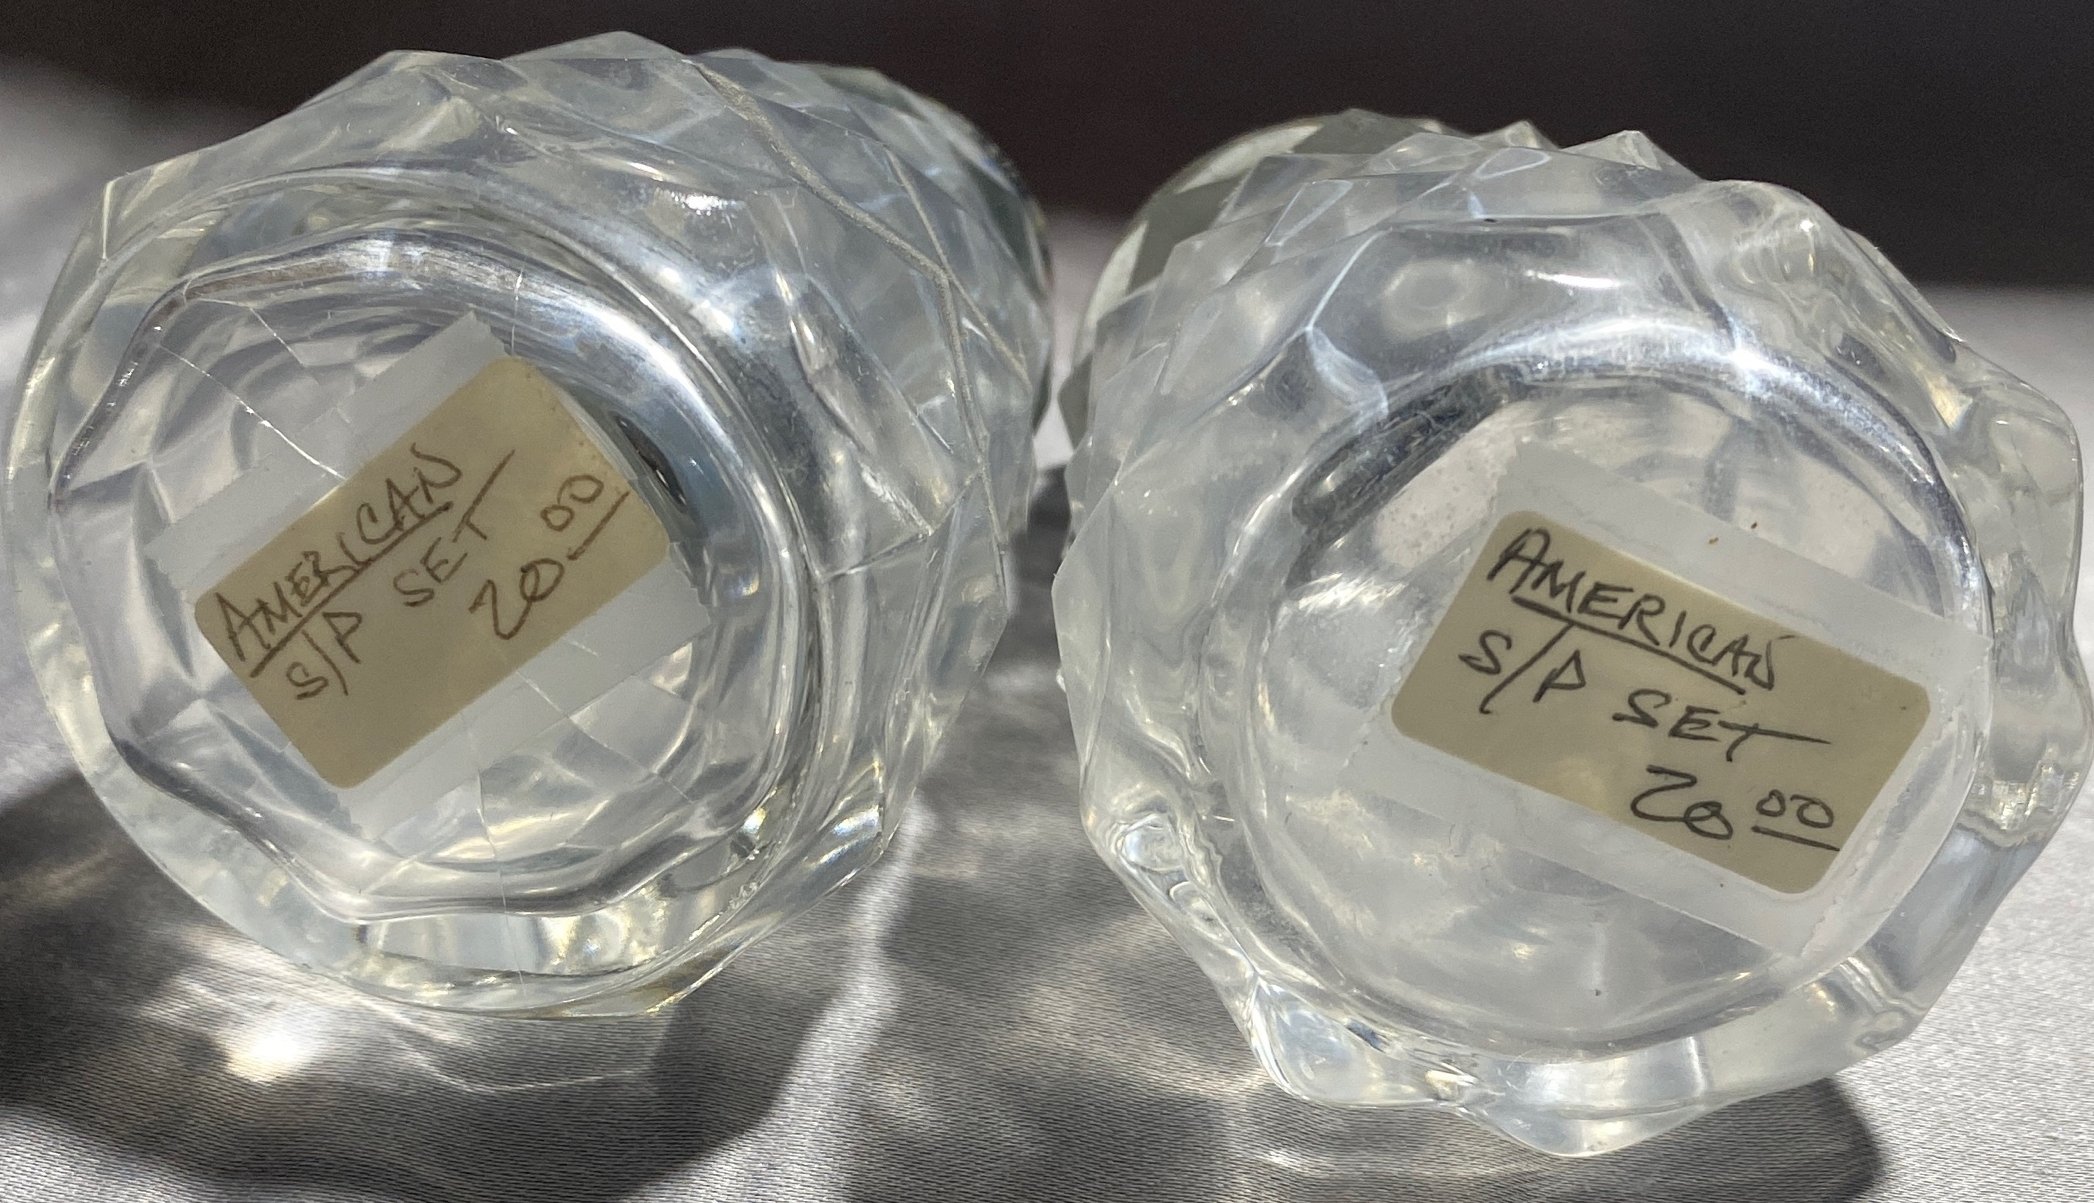 AMERICAN
S/P SET
20.00
AMERICAN
S/P SET
20 00